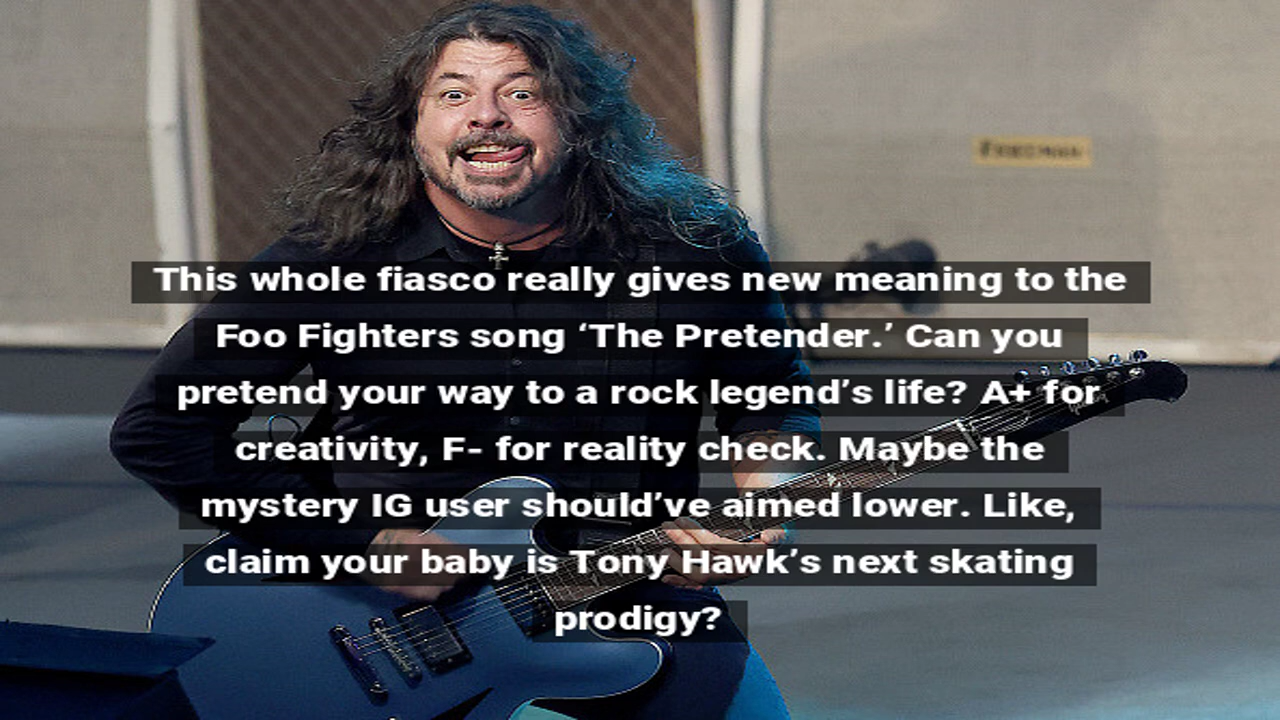 This whole fiasco really gives new meaning to the
Foo Fighters song ‘The Pretender.’ Can you
pretend your way to a rock legend’s life? A+ for
creativity, F- for reality check. Maybe the
mystery IG user should’ve aimed lower. Like,
claim your baby is Tony Hawk’s next skating
prodigy?